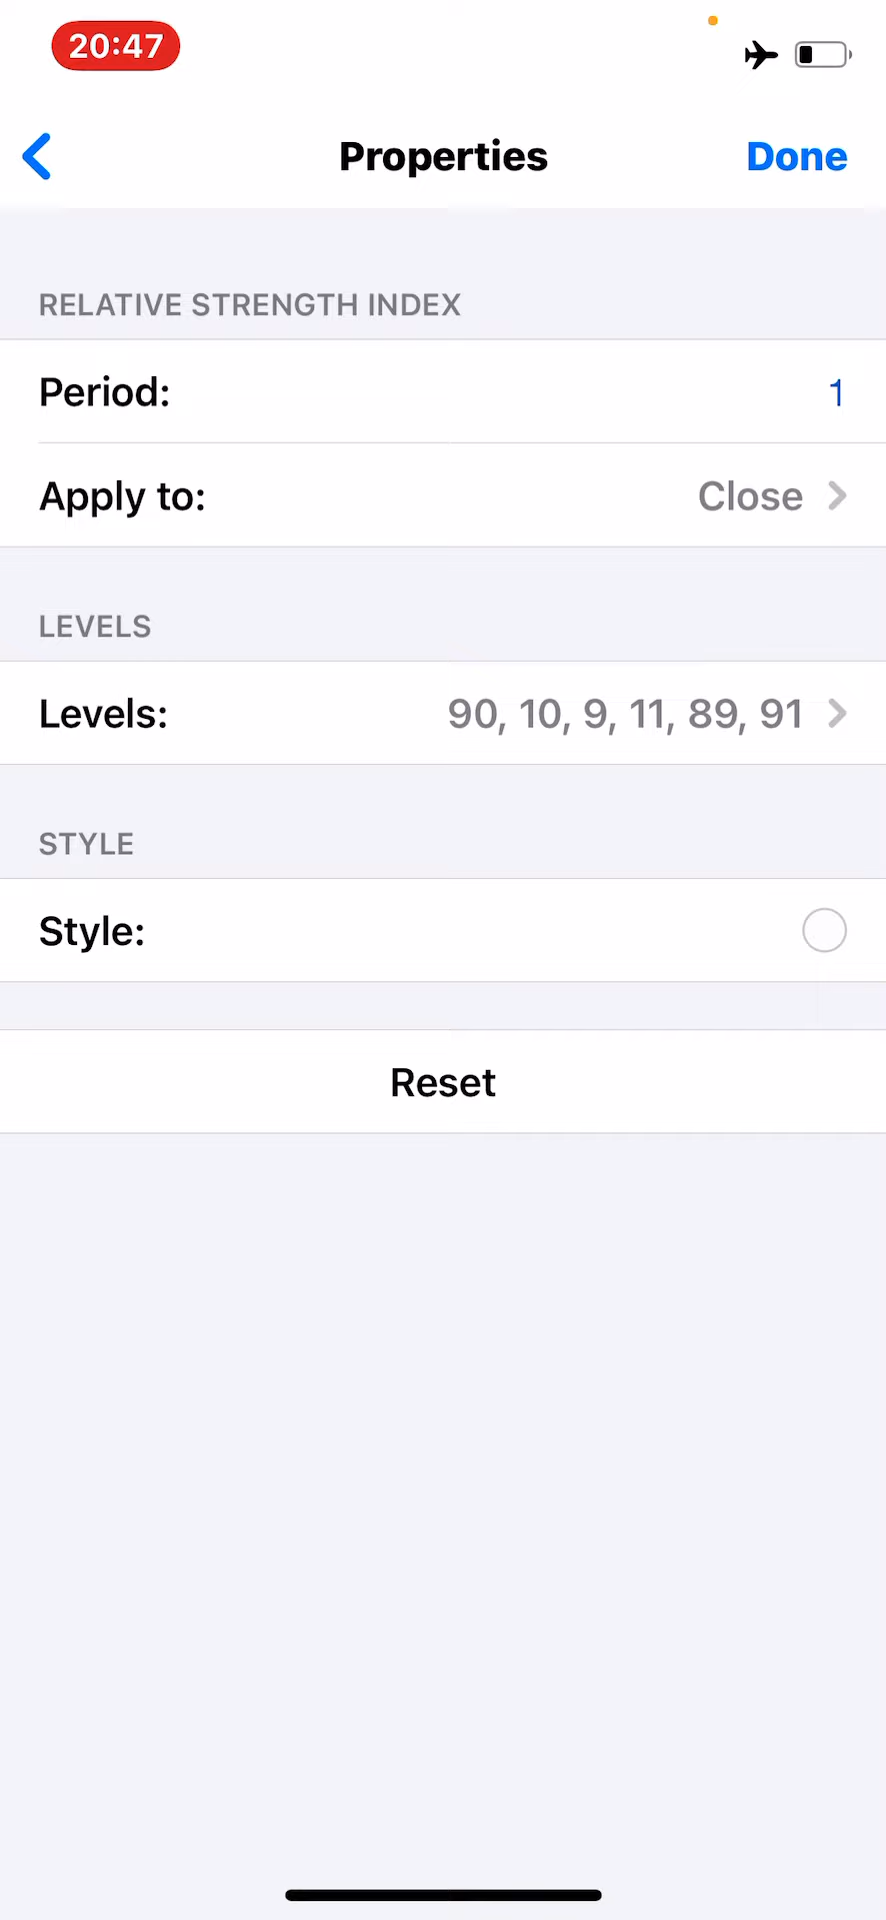 20:47
Properties
Done
RELATIVE STRENGTH INDEX
Period:
1
Apply to:
Close
LEVELS
Levels:
90, 10, 9, 11, 89, 91
STYLE
Style:
Reset